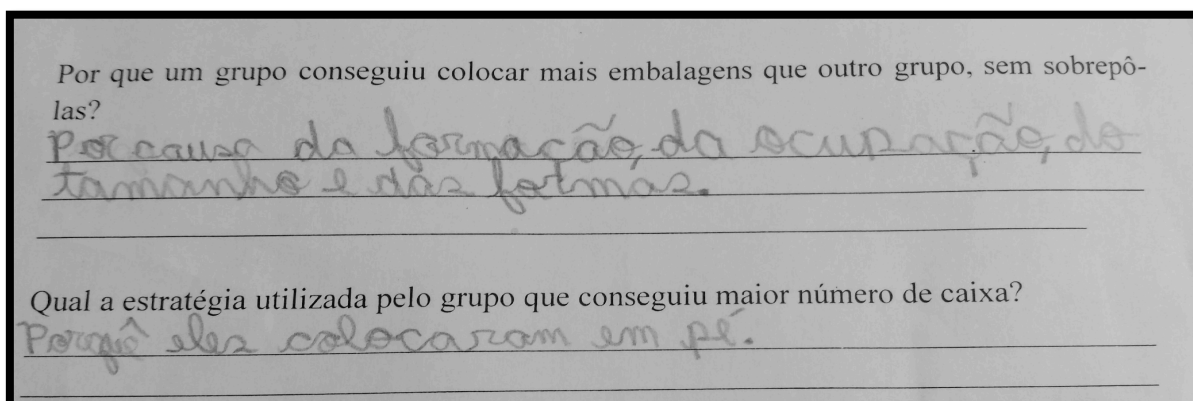 Por que um grupo conseguiu colocar mais embalagens que outro grupo, sem sobrepô-
las?
Por causa da formação, da ocupação, do
tamanho e das formas.
Qual a estratégia utilizada pelo grupo que conseguiu maior número de caixa?
Porquê eles colocaram em pé.